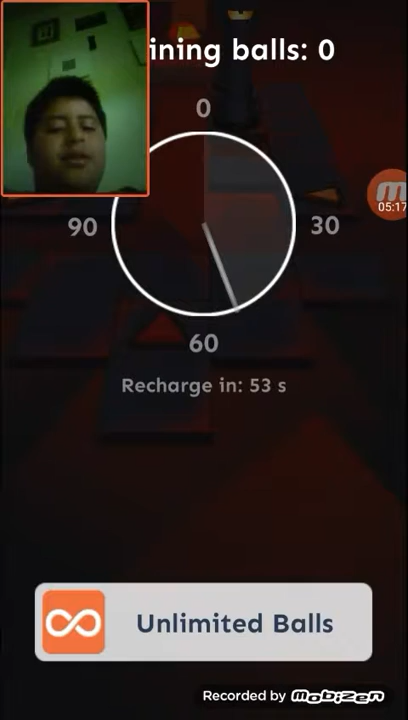 ining balls: 0
0
90
30
05:17
60
Recharge in: 53 s
Unlimited Balls
Recorded by mobizen